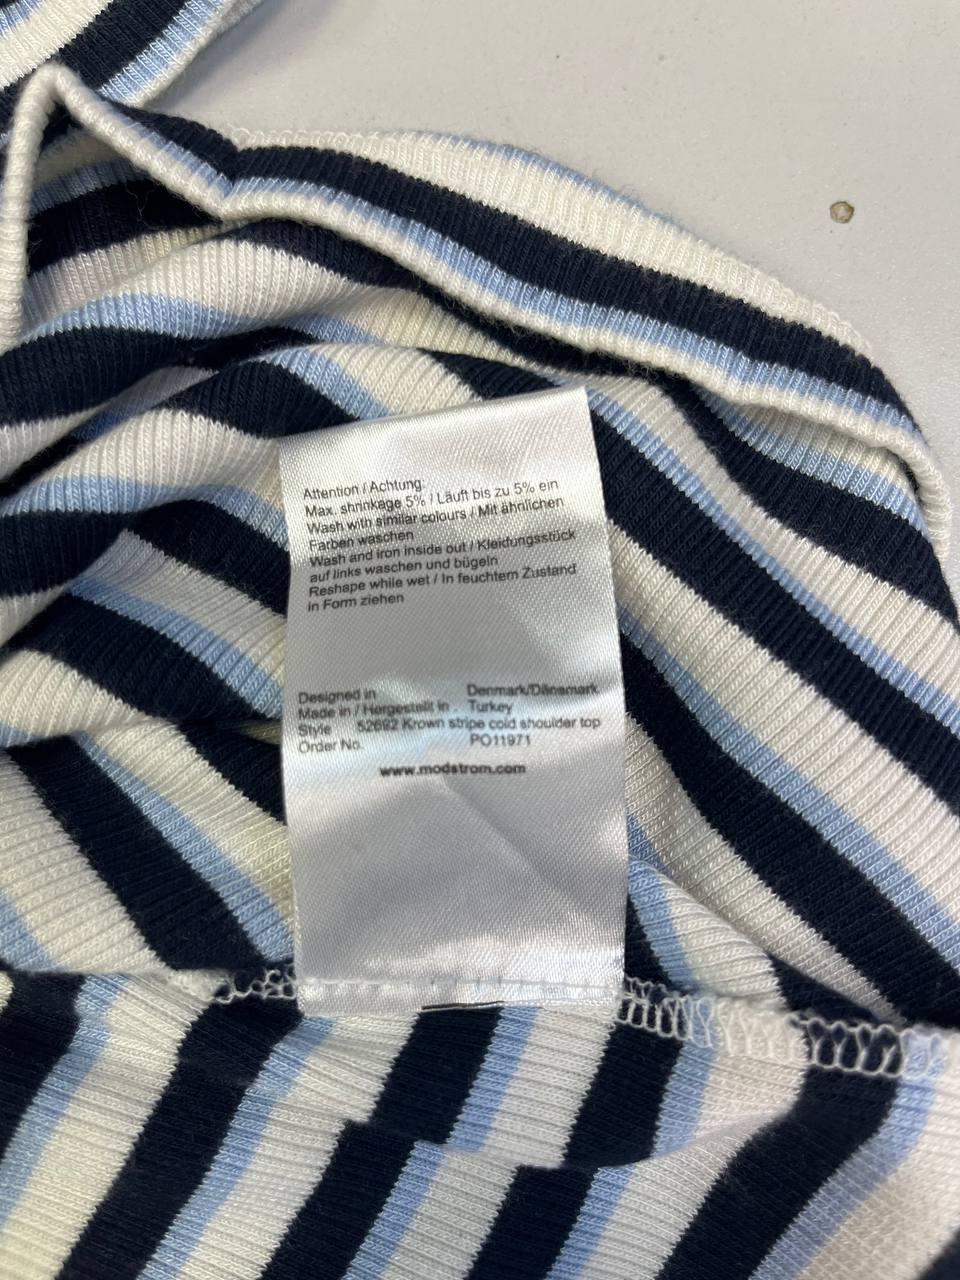 Attention / Achtung:
Max. shrinkage 5% / Läuft bis zu 5% ein
Wash with similar colours / Mit ähnlichen
Farben waschen
Wash and iron inside out / Kleidungsstück
auf links waschen und bügeln
Reshape while wet / In feuchtem Zustand
in Form ziehen
Designed in Denmark/Dänemark
Made in / Hergestellt in . Turkey
Style 52692 Krown stripe cold shoulder top
Order No. PO11971
www.modstrom.com